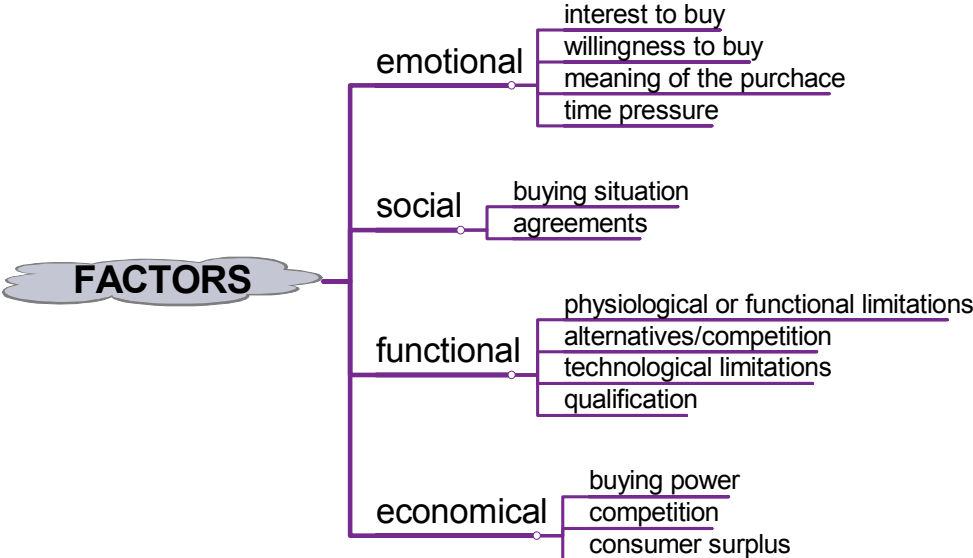 FACTORS
emotional
interest to buy
willingness to buy
meaning of the purchace
time pressure
social
buying situation
agreements
functional
physiological or functional limitations
alternatives/competition
technological limitations
qualification
economical
buying power
competition
consumer surplus